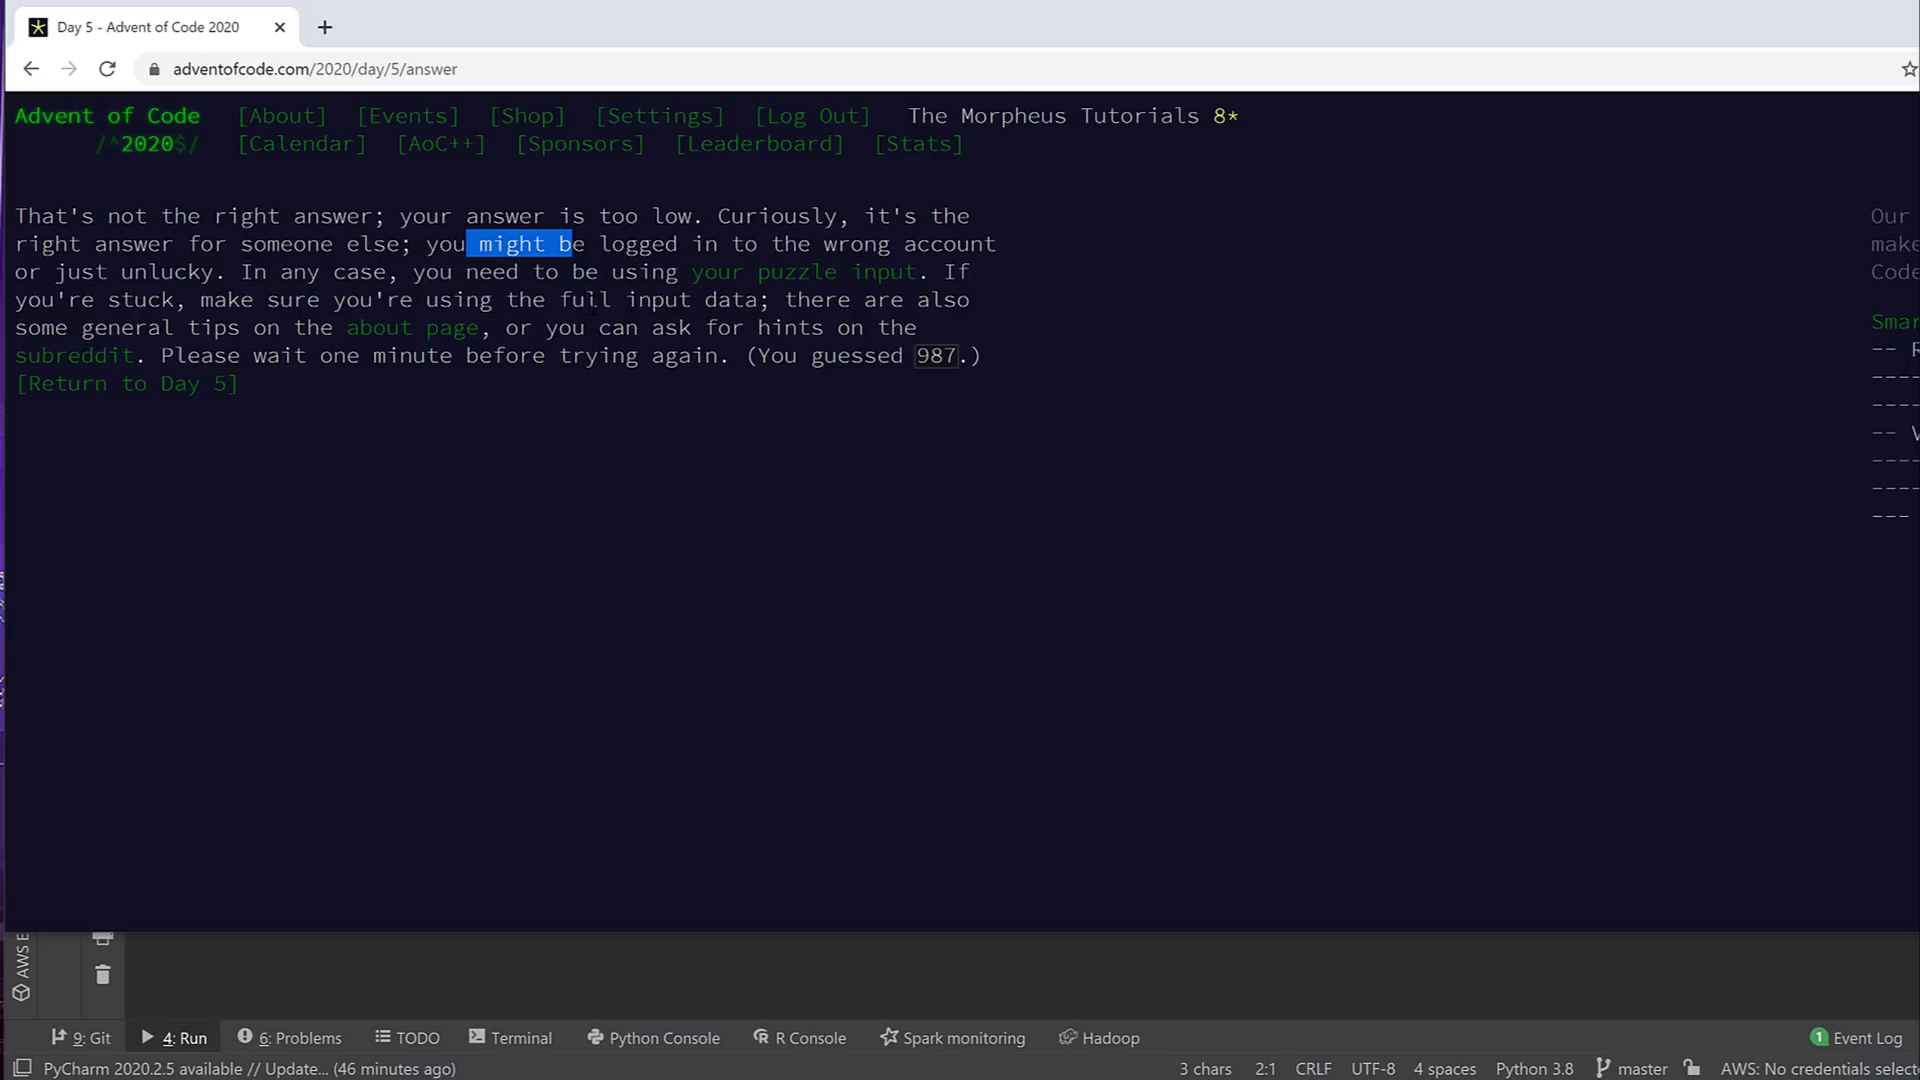 Day 5 - Advent of Code 2020
adventofcode.com/2020/day/5/answer
Advent of Code [About] [Events] [Shop] [Settings] [Log Out] The Morpheus Tutorials 8*
/^2020$/ [Calendar] [AoC++] [Sponsors] [Leaderboard] [Stats]
That's not the right answer; your answer is too low. Curiously, it's the
right answer for someone else; you might be logged in to the wrong account
or just unlucky. In any case, you need to be using your puzzle input. If
you're stuck, make sure you're using the full input data; there are also
some general tips on the about page, or you can ask for hints on the
subreddit. Please wait one minute before trying again. (You guessed 987.)
[Return to Day 5]
Our
make
Code
Smar
-- R
----
----
-- V
----
----
---
AWS E
9: Git 4: Run 6: Problems TODO Terminal Python Console R Console Spark monitoring Hadoop 1 Event Log
PyCharm 2020.2.5 available // Update... (46 minutes ago) 3 chars 2:1 CRLF UTF-8 4 spaces Python 3.8 master AWS: No credentials select